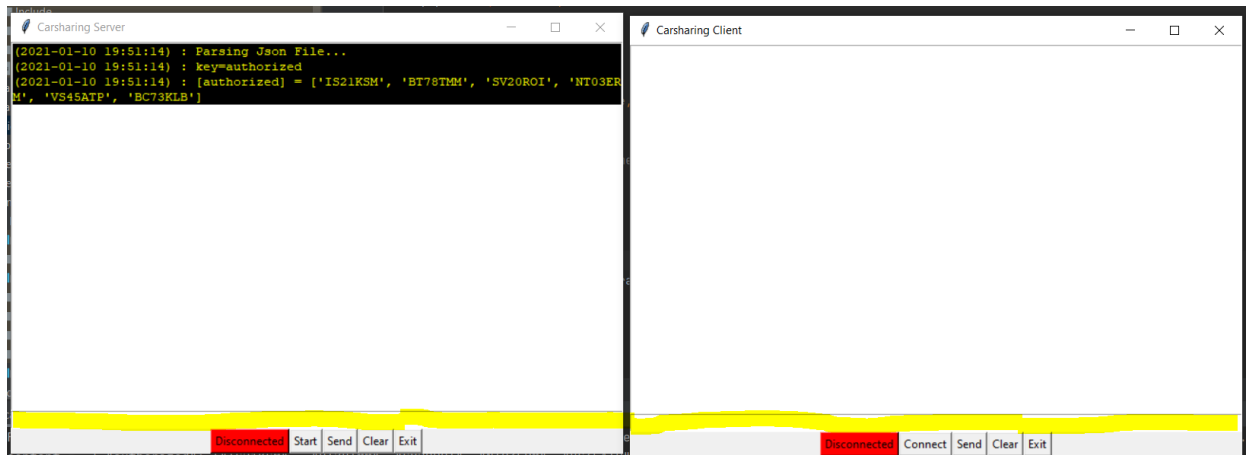 Include
Carsharing Server
(2021-01-10 19:51:14) : Parsing Json File...
(2021-01-10 19:51:14) : key=authorized
(2021-01-10 19:51:14) : [authorized] = ['IS21KSM', 'BT78TMM', 'SV20ROI', 'NT03ER
M', 'VS45ATP', 'BC73KLB']
Disconnected Start Send Clear Exit
Carsharing Client
Disconnected Connect Send Clear Exit